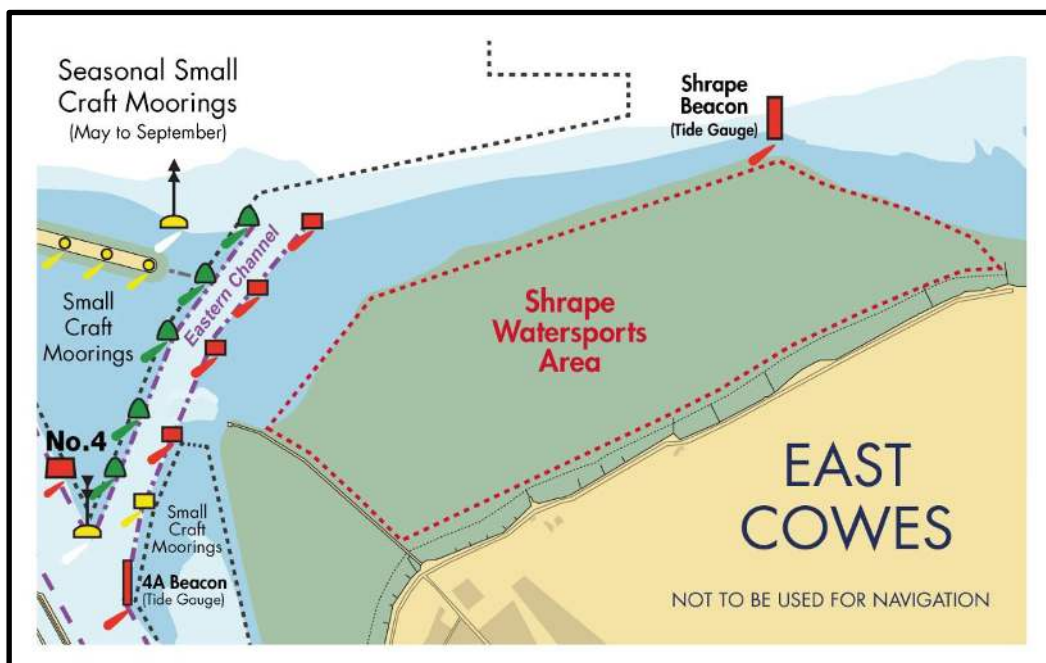 Seasonal Small
Craft Moorings
(May to September)
Shrape
Beacon
(Tide Gauge)
Eastern Channel
Small
Craft
Moorings
Shrape
Watersports
Area
No.4
Small
Craft
Moorings
4A Beacon
(Tide Gauge)
EAST
COWES
NOT TO BE USED FOR NAVIGATION